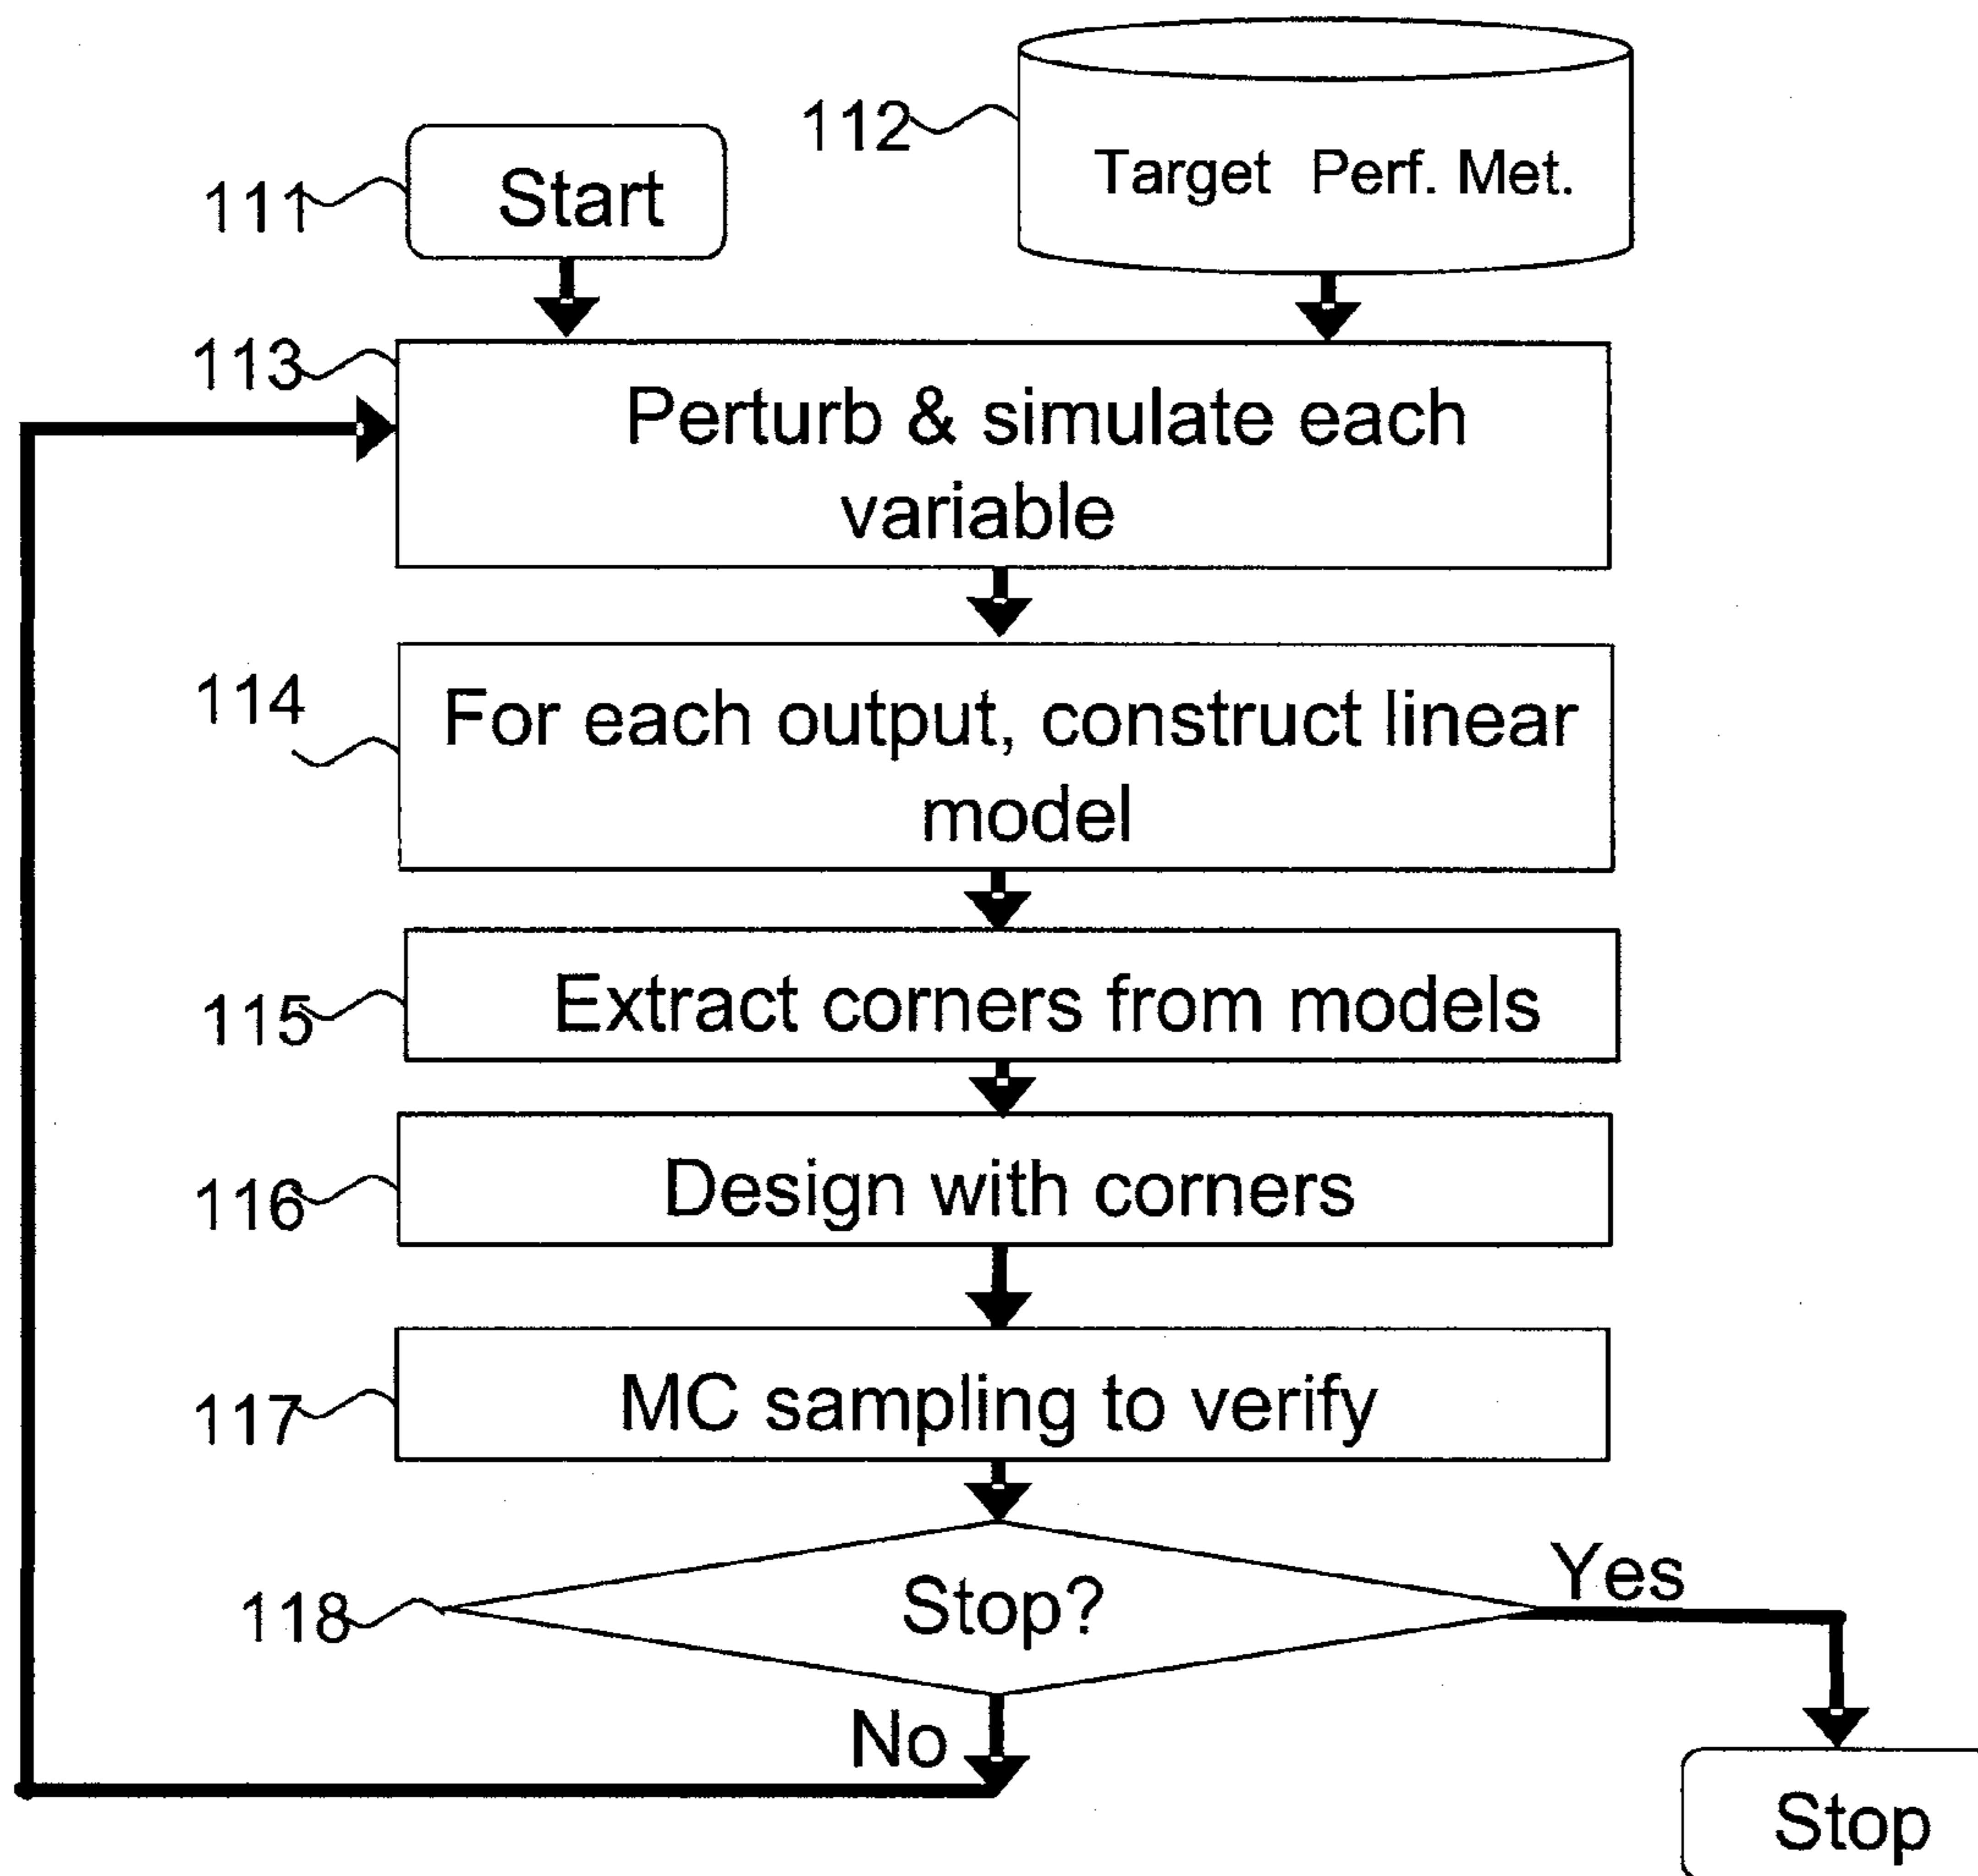 112
Target Perf. Met.
111
Start
113
Perturb & simulate each
variable
114
For each output, construct linear
model
115
Extract corners from models
116
Design with corners
117
MC sampling to verify
118
Stop?
Yes
No
Stop